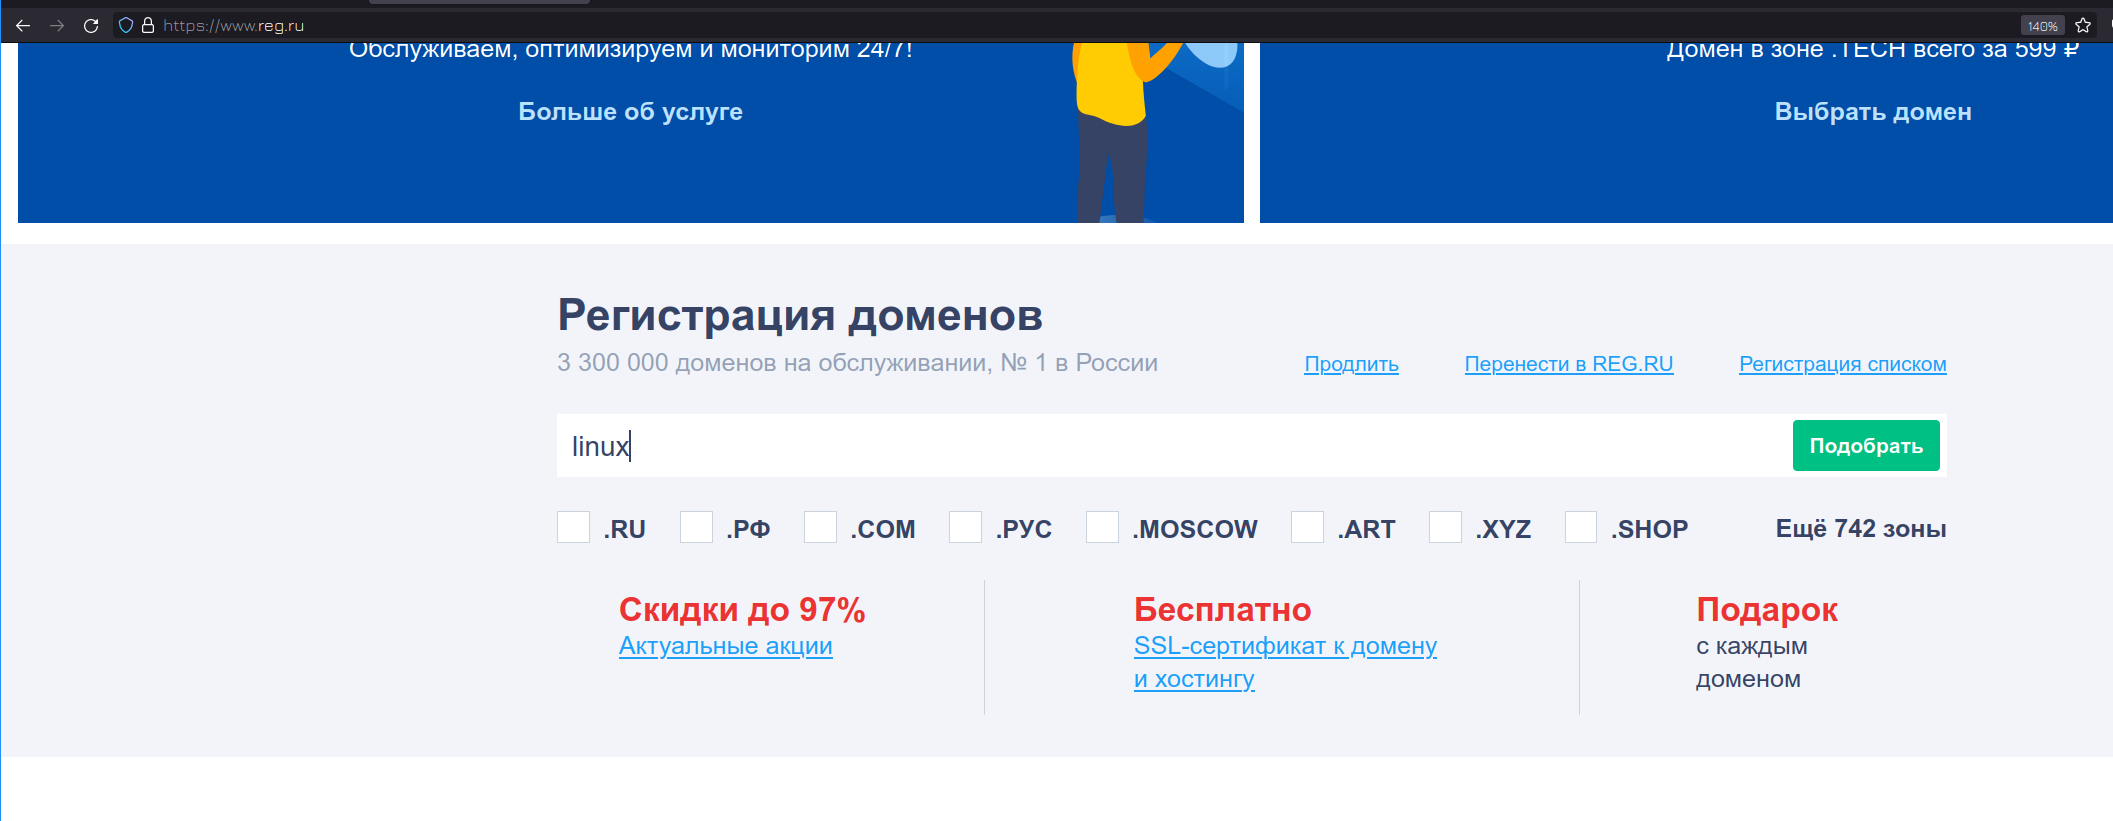 https://www.reg.ru
140%
Обслуживаем, оптимизируем и мониторим 24/7!
Домен в зоне .TECH всего за 599 ₽
Больше об услуге
Выбрать домен
Регистрация доменов
3 300 000 доменов на обслуживании, № 1 в России
Продлить
Перенести в REG.RU
Регистрация списком
linux
Подобрать
.RU
.РФ
.COM
.РУС
.MOSCOW
.ART
.XYZ
.SHOP
Ещё 742 зоны
Скидки до 97%
Актуальные акции
Бесплатно
SSL-сертификат к домену
и хостингу
Подарок
с каждым
доменом